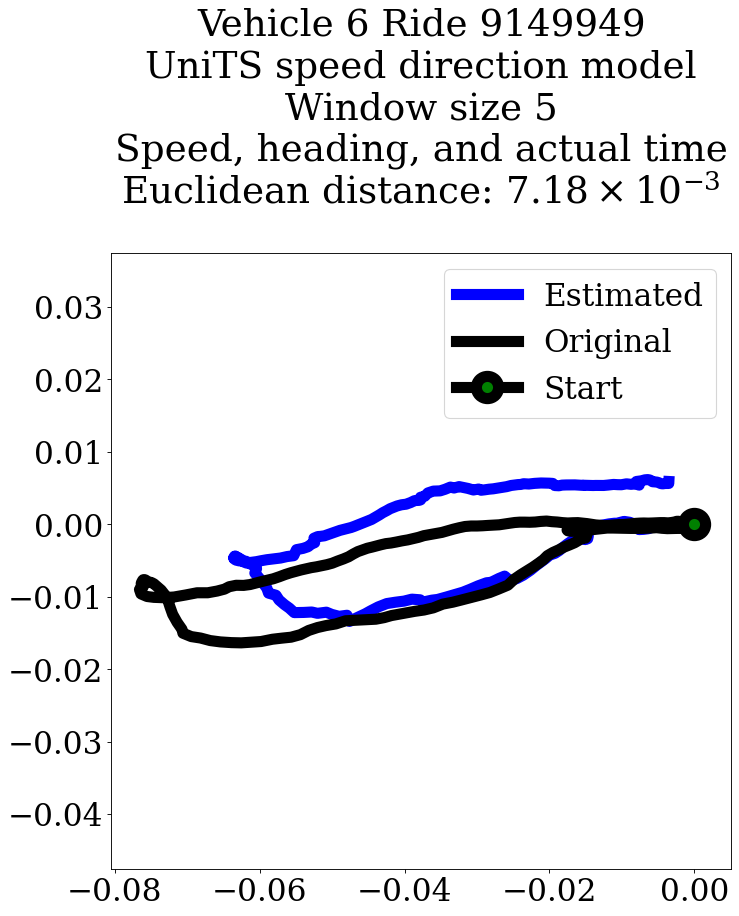 Vehicle 6 Ride 9149949
UniTS speed direction model
Window size 5
Speed, heading, and actual time
Euclidean distance: 7.18 × 10⁻³
Estimated
Original
Start
0.03
0.02
0.01
0.00
−0.01
−0.02
−0.03
−0.04
−0.08 −0.06 −0.04 −0.02 0.00